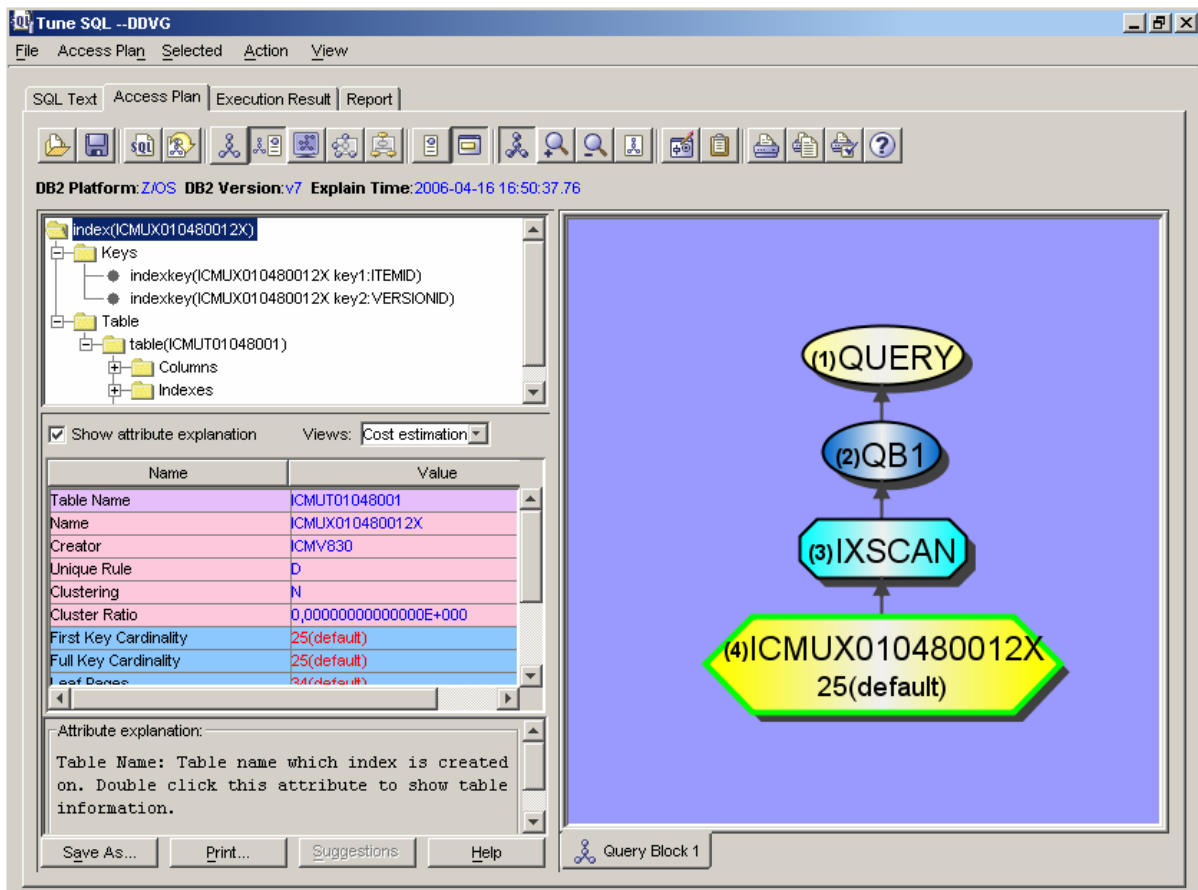 Tune SQL --DDVG
File Access Plan Selected Action View
SQL Text Access Plan Execution Result Report
SQL
DB2 Platform:Z/OS DB2 Version:v7 Explain Time:2006-04-16 16:50:37.76
index(ICMUX010480012X)
Keys
indexkey(ICMUX010480012X key1:ITEMID)
indexkey(ICMUX010480012X key2:VERSIONID)
Table
table(ICMUT01048001)
Columns
Indexes
Show attribute explanation Views: Cost estimation
Name Value
Table Name ICMUT01048001
Name ICMUX010480012X
Creator ICMV830
Unique Rule D
Clustering N
Cluster Ratio 0,00000000000000E+000
First Key Cardinality 25(default)
Full Key Cardinality 25(default)
Leaf Pages 34(default)
Attribute explanation:
Table Name: Table name which index is created
on. Double click this attribute to show table
information.
Save As... Print... Suggestions Help
(1)QUERY
(2)QB1
(3)IXSCAN
(4)ICMUX010480012X
25(default)
Query Block 1